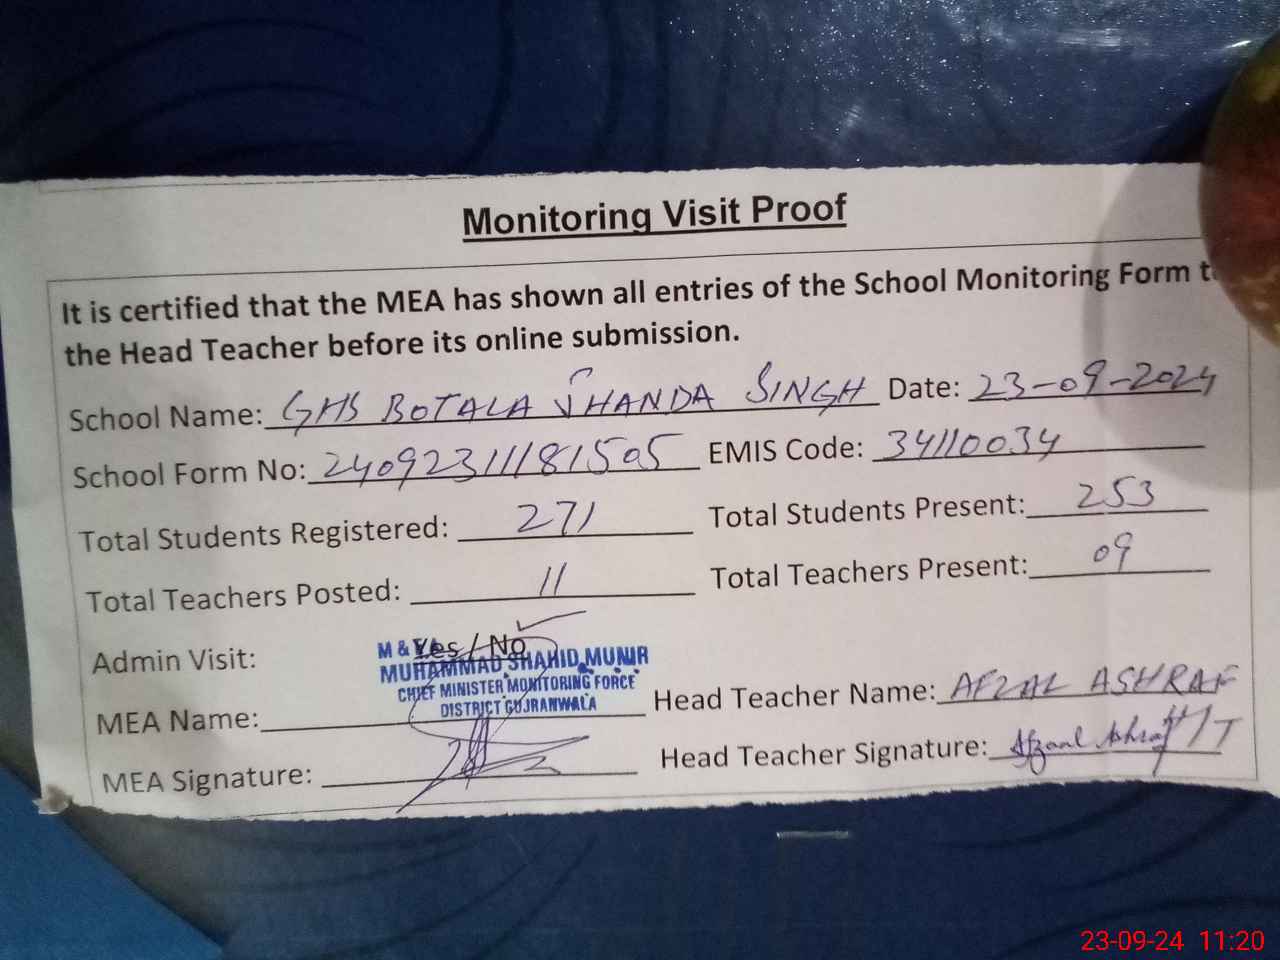 Monitoring Visit Proof
It is certified that the MEA has shown all entries of the School Monitoring Form t
the Head Teacher before its online submission.
School Name: GHS BOTALA JHANDA SINGH Date: 23-09-2024
School Form No: 24092311181505 EMIS Code: 34110034
Total Students Registered: 271 Total Students Present: 253
Total Teachers Posted: 11 Total Teachers Present: 09
Admin Visit: Yes / No
M &
MUHAMMAD SHAHID MUNIR
CHIEF MINISTER MONITORING FORCE
DISTRICT GUJRANWALA
MEA Name: Head Teacher Name: AFZAL ASHRAF
MEA Signature: Head Teacher Signature: Afzaal Ashraf
23-09-24 11:20